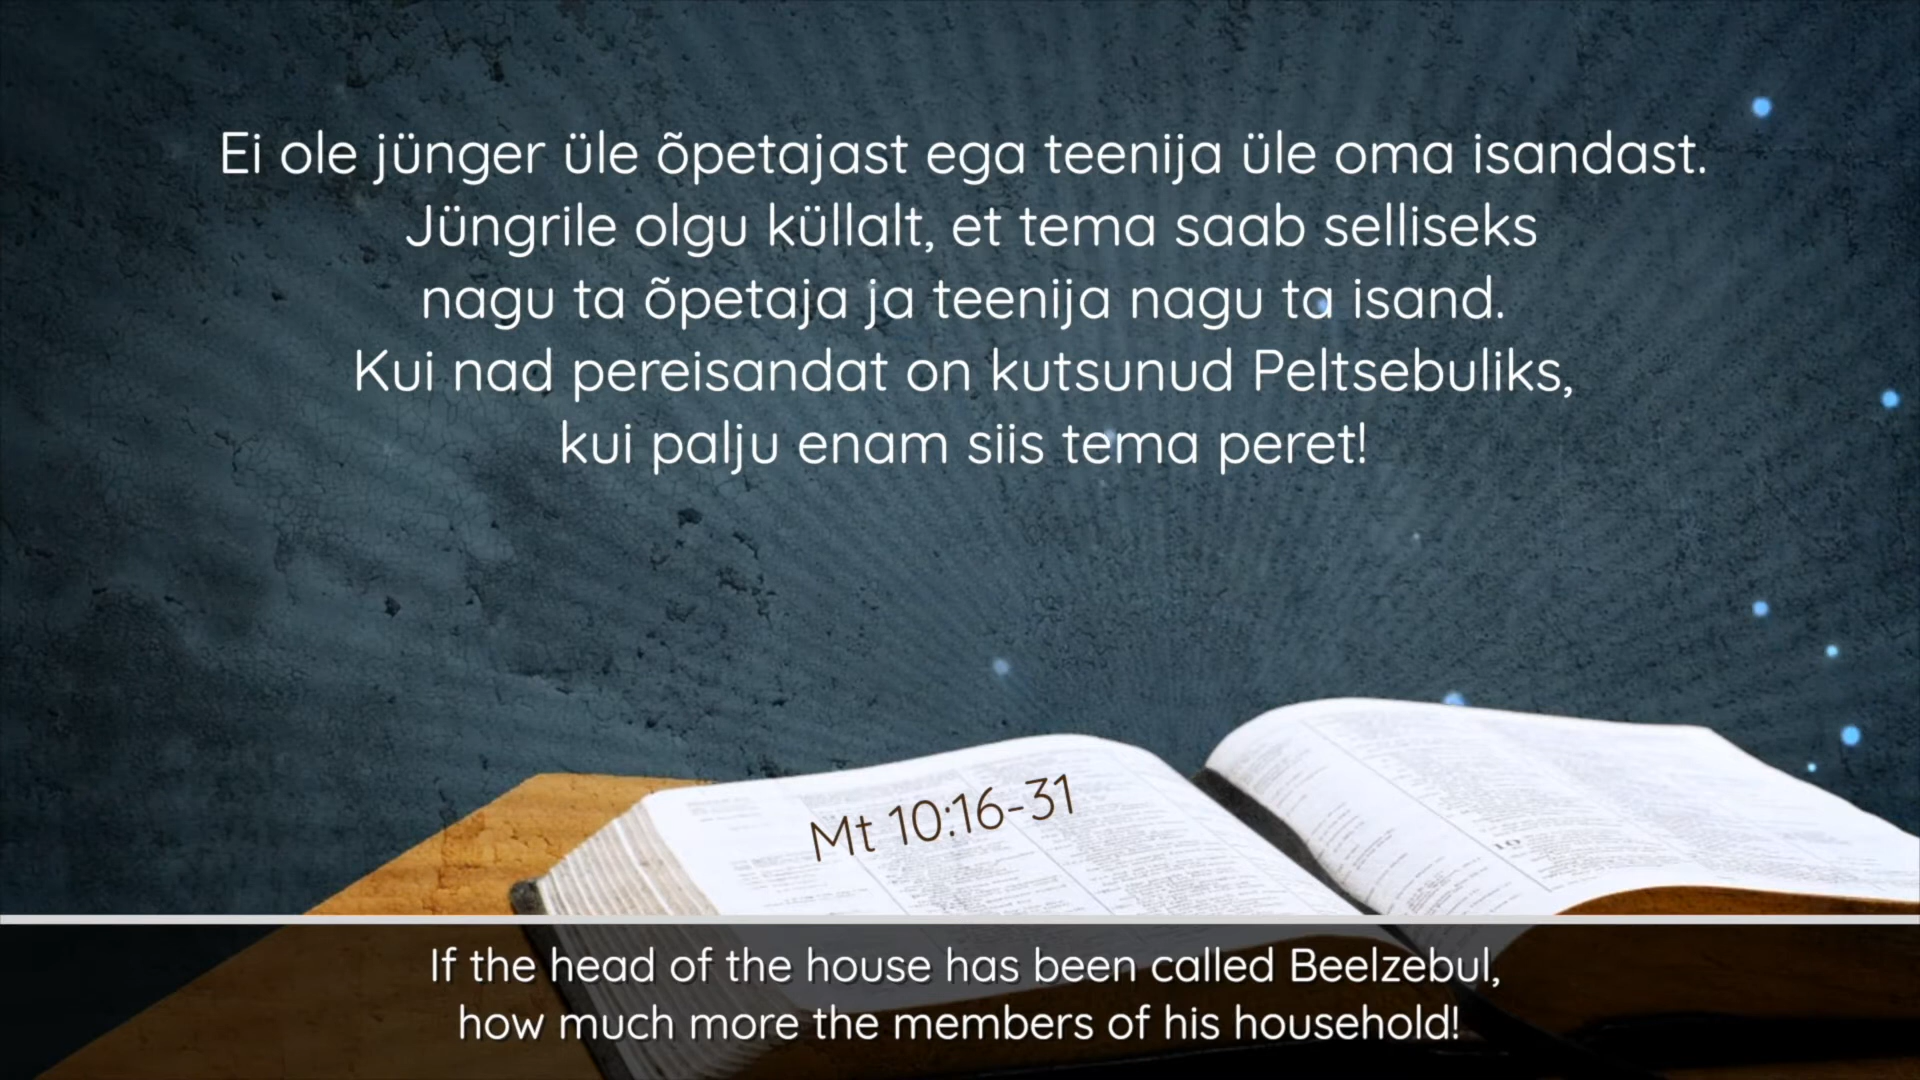 Ei ole jünger üle õpetajast ega teenija üle oma isandast.
Jüngrile olgu küllalt, et tema saab selliseks
nagu ta õpetaja ja teenija nagu ta isand.
Kui nad pereisandat on kutsunud Peltsebuliks,
kui palju enam siis tema peret!
Mt 10:16-31
If the head of the house has been called Beelzebul,
how much more the members of his household!